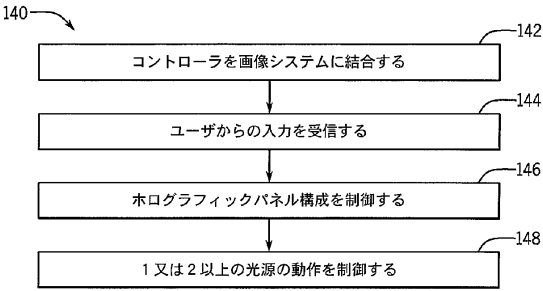 140
142
コントローラを画像システムに結合する
144
ユーザからの入力を受信する
146
ホログラフィックパネル構成を制御する
148
1又は2以上の光源の動作を制御する